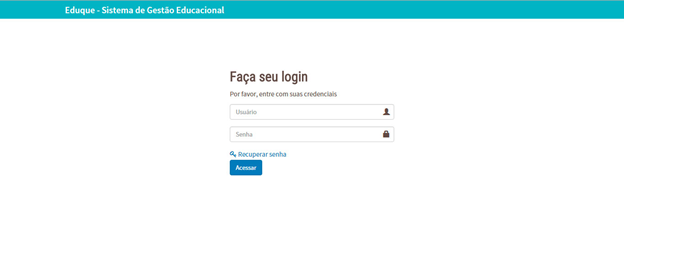 Eduque - Sistema de Gestão Educacional
Faça seu login
Por favor, entre com suas credenciais
Usuário
Senha
Recuperar senha
Acessar